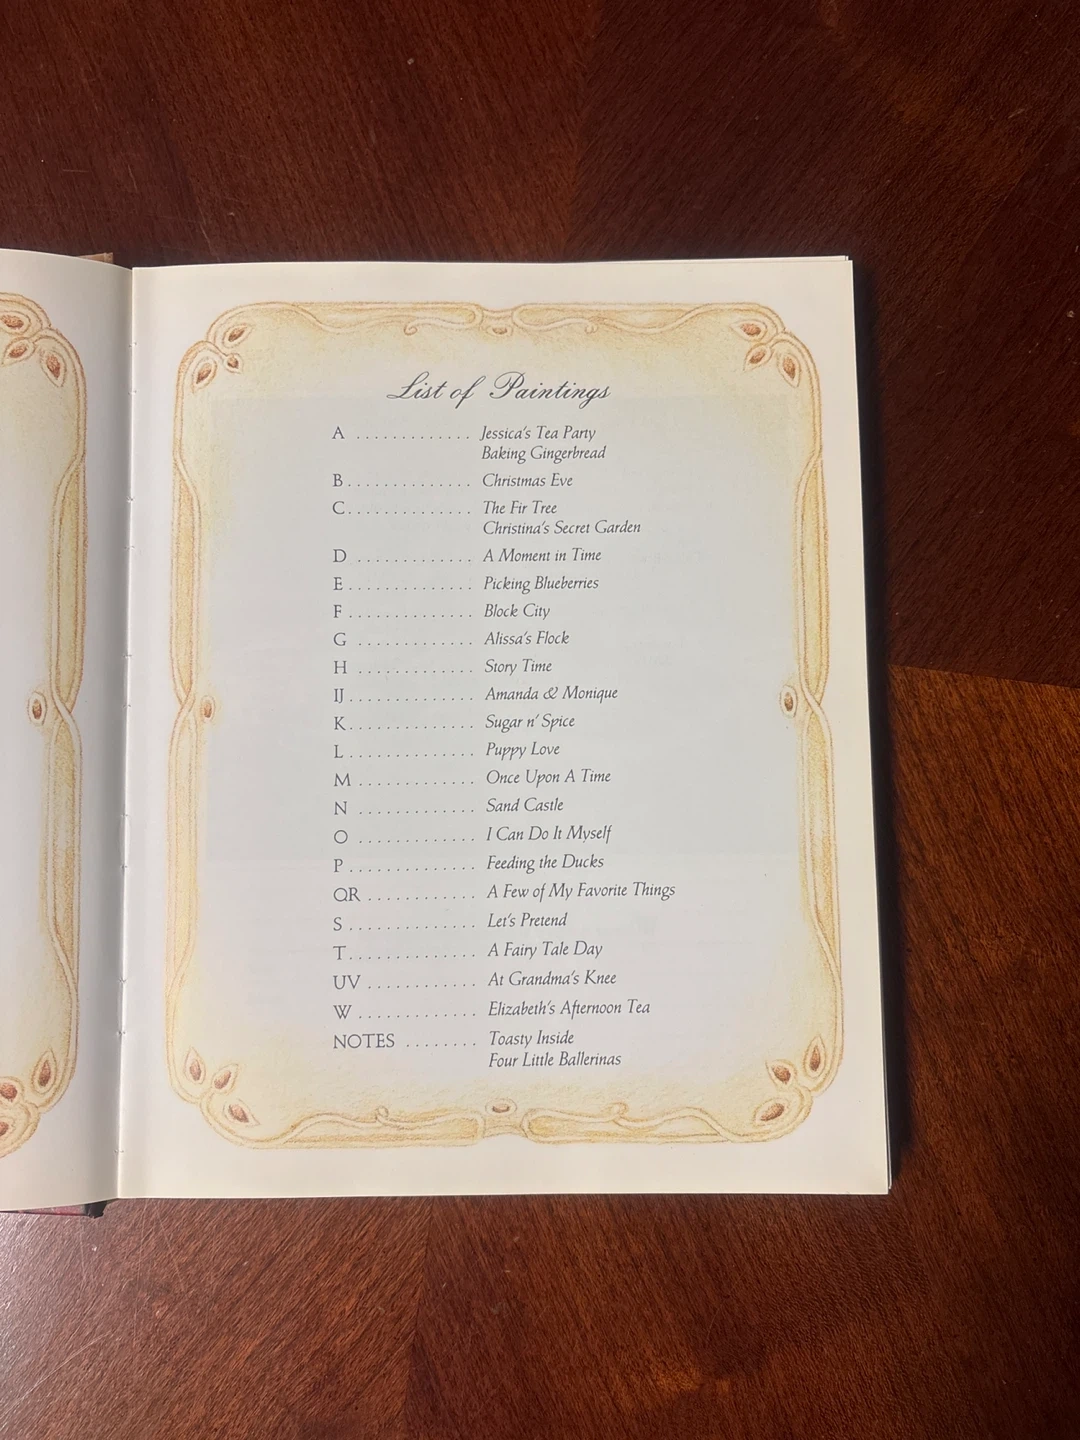 List of Paintings
A ............. Jessica's Tea Party
Baking Gingerbread
B.............. Christmas Eve
C.............. The Fir Tree
Christina's Secret Garden
D ............. A Moment in Time
E.............. Picking Blueberries
F.............. Block City
G ............. Alissa's Flock
H ............. Story Time
IJ.............. Amanda & Monique
K.............. Sugar n' Spice
L .............. Puppy Love
M ............. Once Upon A Time
N ............. Sand Castle
O ............. I Can Do It Myself
P.............. Feeding the Ducks
QR ............ A Few of My Favorite Things
S.............. Let's Pretend
T.............. A Fairy Tale Day
UV ............ At Grandma's Knee
W ............. Elizabeth's Afternoon Tea
NOTES ........ Toasty Inside
Four Little Ballerinas